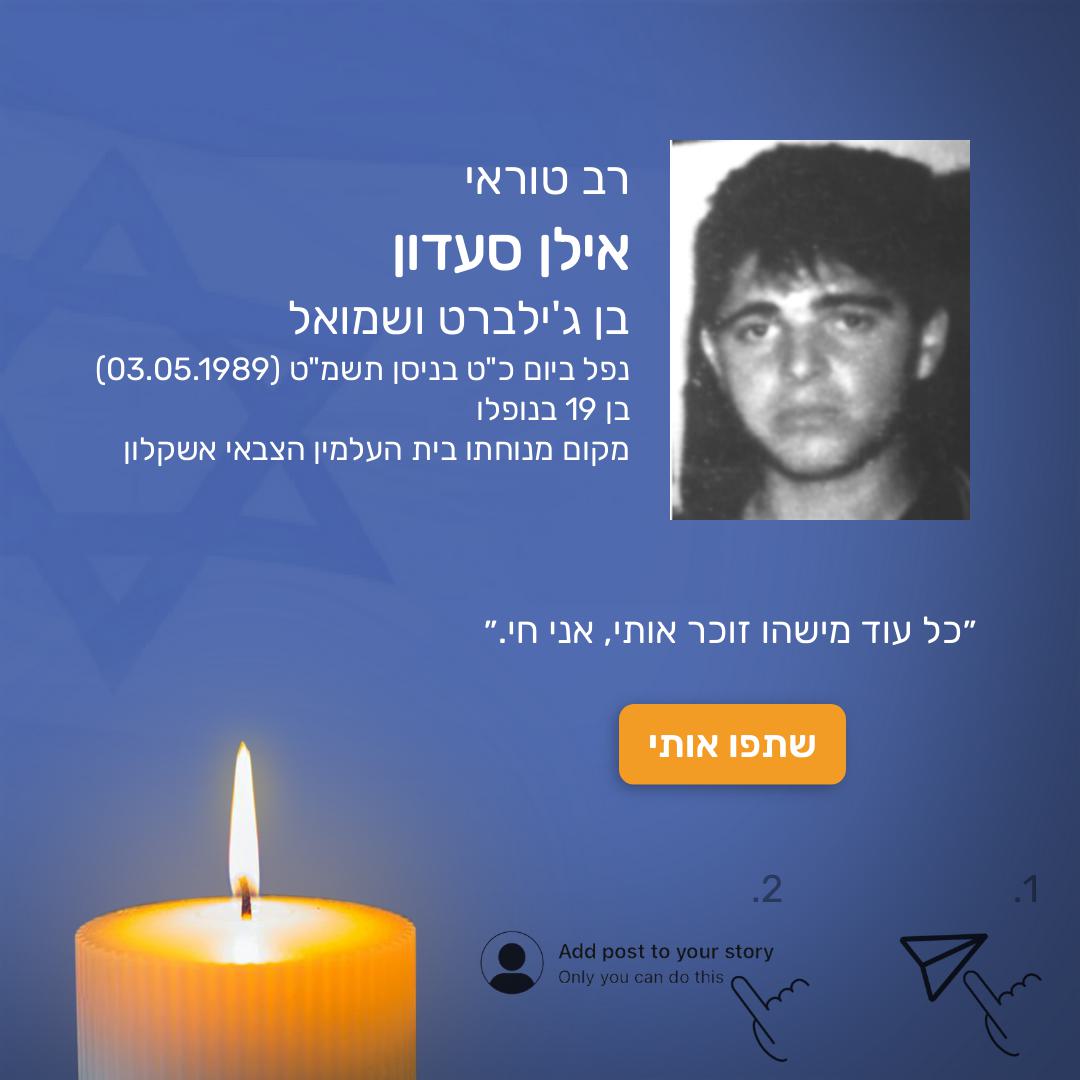 רב טוראי
אילן סעדון
בן ג'ילברט ושמואל
נפל ביום כ"ט בניסן תשמ"ט (03.05.1989)
בן 19 בנופלו
מקום מנוחתו בית העלמין הצבאי אשקלון
״כל עוד מישהו זוכר אותי, אני חי.״
שתפו אותי
1.
2.
Add post to your story
Only you can do this